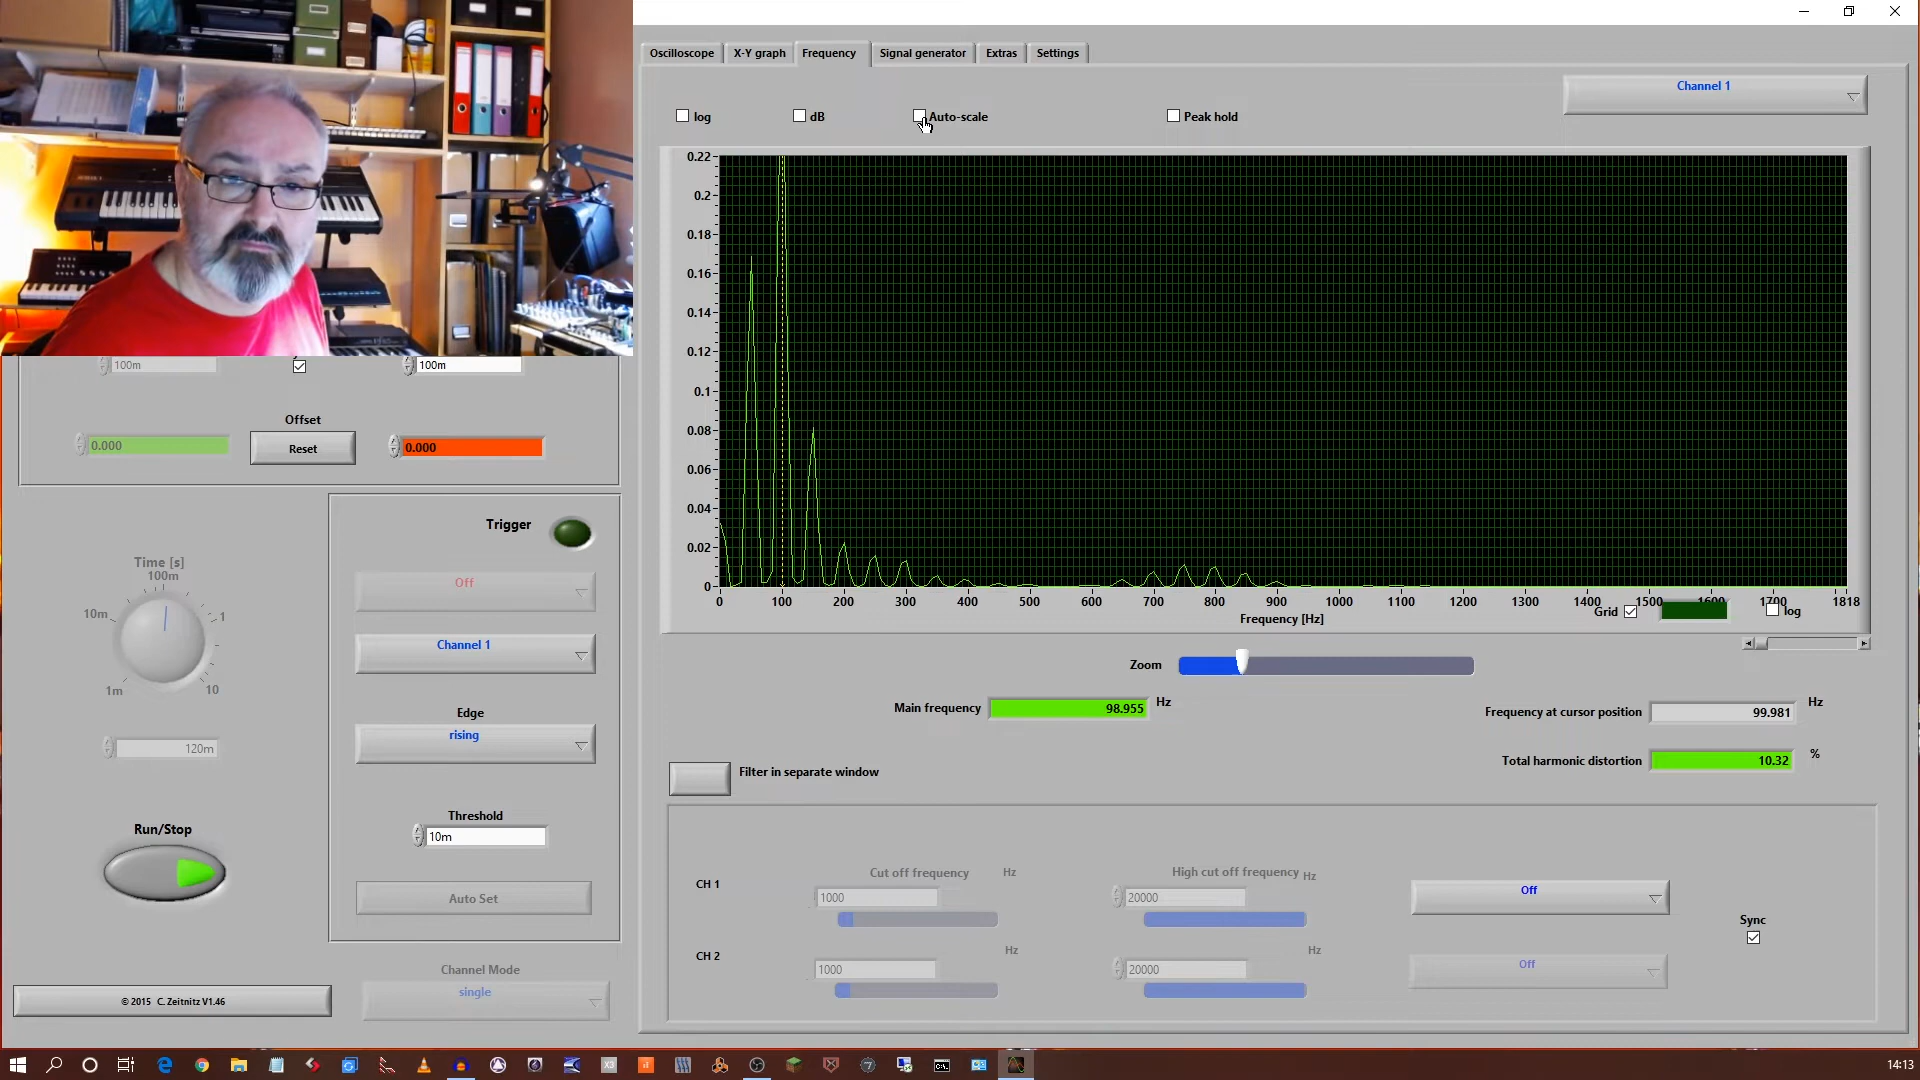 Oscilloscope X-Y graph Frequency Signal generator Extras Settings
Channel 1
log dB Auto-scale Peak hold
0.22
0.2
0.18
0.16
0.14
0.12
0.1
0.08
0.06
0.04
0.02
0
0 100 200 300 400 500 600 700 800 900 1000 1100 1200 1300 1400 1500 1600 1700 1818
Frequency [Hz]
Grid log
Zoom
Main frequency 98.955 Hz
Frequency at cursor position 99.981 Hz
Total harmonic distortion 10.32 %
Filter in separate window
Cut off frequency Hz High cut off frequency Hz
CH 1 1000 20000 Off
Sync
Hz Hz
CH 2 1000 20000 Off
100m 100m
Offset
0.000 Reset 0.000
Trigger
Off
Channel 1
Edge
rising
Threshold
10m
Auto Set
Time [s]
100m
10m 1
1m 10
120m
Run/Stop
Channel Mode
single
© 2015 C. Zeitnitz V1.46
14:13